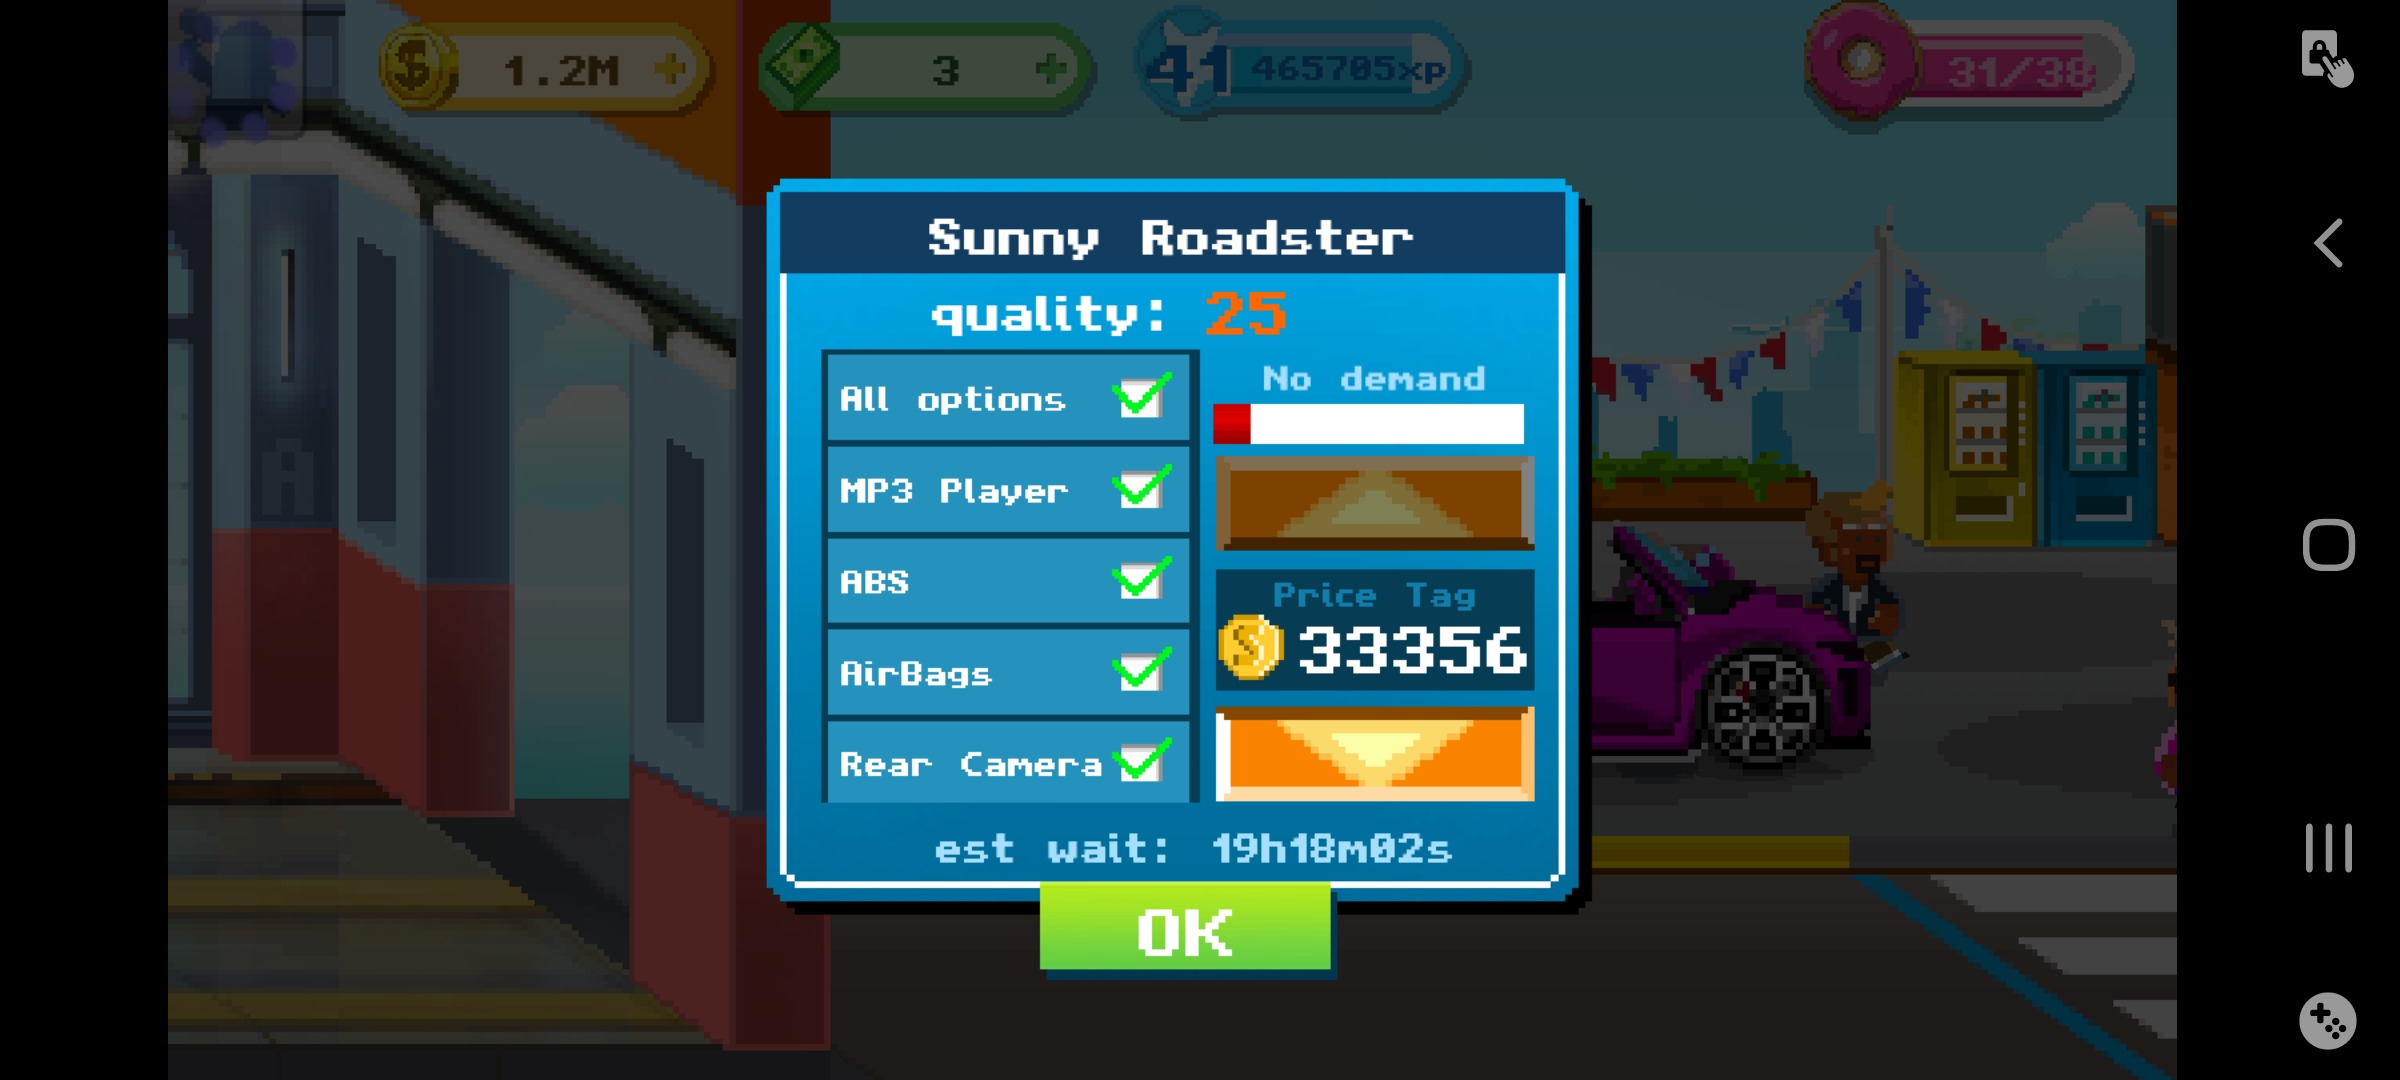 1.2M
3
41 465705xp
31/38
Sunny Roadster
quality: 25
All options
MP3 Player
ABS
AirBags
Rear Camera
No demand
Price Tag
33356
est wait: 19h18m02s
OK